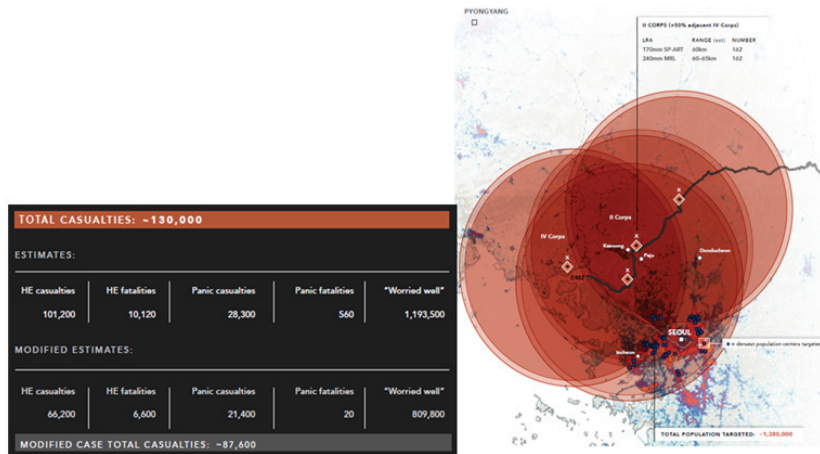 PYONGYANG
II CORPS (+50% adjacent IV Corps)
LRA RANGE (est) NUMBER
170mm SP-ART 60km 162
240mm MRL 60-65km 162
II Corps
IV Corps
Kaesong
Paju
Dongducheon
DMZ
SEOUL
Incheon
= densest population centers targeted
TOTAL POPULATION TARGETED: ~1,380,000
TOTAL CASUALTIES: ~130,000
ESTIMATES:
HE casualties HE fatalities Panic casualties Panic fatalities "Worried well"
101,200 10,120 28,300 560 1,193,500
MODIFIED ESTIMATES:
HE casualties HE fatalities Panic casualties Panic fatalities "Worried well"
66,200 6,600 21,400 20 809,800
MODIFIED CASE TOTAL CASUALTIES: ~87,600